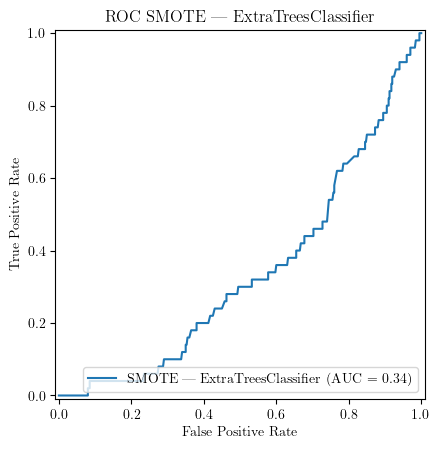 ROC SMOTE — ExtraTreesClassifier
1.0
0.8
0.6
0.4
0.2
0.0
True Positive Rate
SMOTE — ExtraTreesClassifier (AUC = 0.34)
0.0 0.2 0.4 0.6 0.8 1.0
False Positive Rate